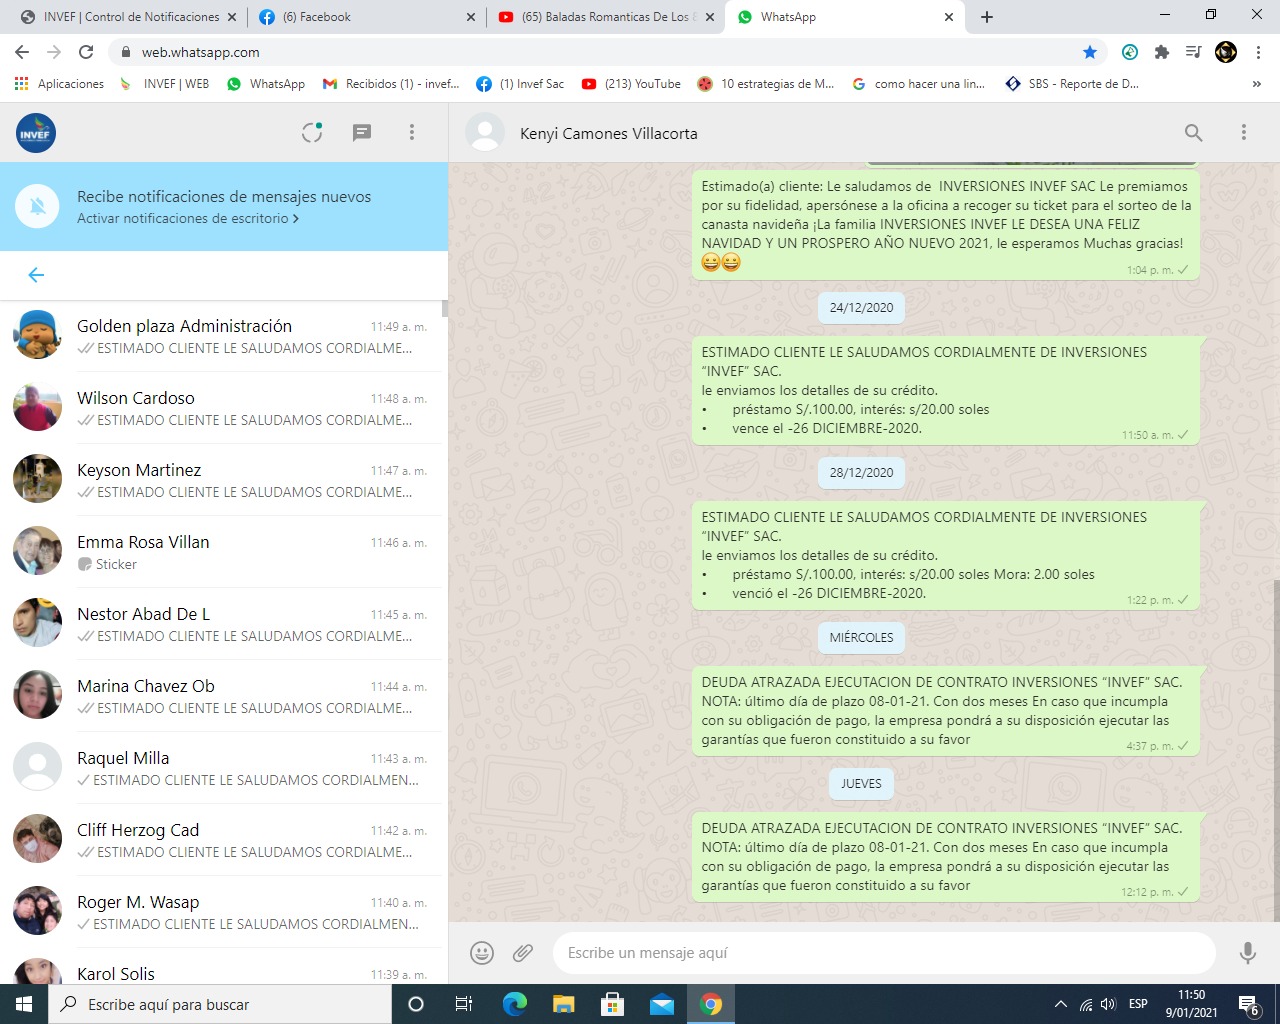 INVEF | Control de Notificaciones
(6) Facebook
(65) Baladas Romanticas De Los 8
WhatsApp
web.whatsapp.com
Aplicaciones
INVEF | WEB
WhatsApp
Recibidos (1) - invef...
(1) Invef Sac
(213) YouTube
10 estrategias de M...
como hacer una lin...
SBS - Reporte de D...
»
INVEF
Recibe notificaciones de mensajes nuevos
Activar notificaciones de escritorio >
Golden plaza Administración
11:49 a. m.
ESTIMADO CLIENTE LE SALUDAMOS CORDIALME...
Wilson Cardoso
11:48 a. m.
ESTIMADO CLIENTE LE SALUDAMOS CORDIALME...
Keyson Martinez
11:47 a. m.
ESTIMADO CLIENTE LE SALUDAMOS CORDIALME...
Emma Rosa Villan
11:46 a. m.
Sticker
Nestor Abad De L
11:45 a. m.
ESTIMADO CLIENTE LE SALUDAMOS CORDIALME...
Marina Chavez Ob
11:44 a. m.
ESTIMADO CLIENTE LE SALUDAMOS CORDIALME...
Raquel Milla
11:43 a. m.
ESTIMADO CLIENTE LE SALUDAMOS CORDIALMEN...
Cliff Herzog Cad
11:42 a. m.
ESTIMADO CLIENTE LE SALUDAMOS CORDIALME...
Roger M. Wasap
11:40 a. m.
ESTIMADO CLIENTE LE SALUDAMOS CORDIALMEN...
Karol Solis
11:39 a. m.
Kenyi Camones Villacorta
Estimado(a) cliente: Le saludamos de  INVERSIONES INVEF SAC Le premiamos
por su fidelidad, apersónese a la oficina a recoger su ticket para el sorteo de la
canasta navideña ¡La familia INVERSIONES INVEF LE DESEA UNA FELIZ
NAVIDAD Y UN PROSPERO AÑO NUEVO 2021, le esperamos Muchas gracias!
😀😀
1:04 p. m.
24/12/2020
ESTIMADO CLIENTE LE SALUDAMOS CORDIALMENTE DE INVERSIONES
“INVEF” SAC.
le enviamos los detalles de su crédito.
• préstamo S/.100.00, interés: s/20.00 soles
• vence el -26 DICIEMBRE-2020.
11:50 a. m.
28/12/2020
ESTIMADO CLIENTE LE SALUDAMOS CORDIALMENTE DE INVERSIONES
“INVEF” SAC.
le enviamos los detalles de su crédito.
• préstamo S/.100.00, interés: s/20.00 soles Mora: 2.00 soles
• venció el -26 DICIEMBRE-2020.
1:22 p. m.
MIÉRCOLES
DEUDA ATRAZADA EJECUTACION DE CONTRATO INVERSIONES “INVEF” SAC.
NOTA: último día de plazo 08-01-21. Con dos meses En caso que incumpla
con su obligación de pago, la empresa pondrá a su disposición ejecutar las
garantías que fueron constituido a su favor
4:37 p. m.
JUEVES
DEUDA ATRAZADA EJECUTACION DE CONTRATO INVERSIONES “INVEF” SAC.
NOTA: último día de plazo 08-01-21. Con dos meses En caso que incumpla
con su obligación de pago, la empresa pondrá a su disposición ejecutar las
garantías que fueron constituido a su favor
12:12 p. m.
Escribe un mensaje aquí
Escribe aquí para buscar
ESP
11:50
9/01/2021
6